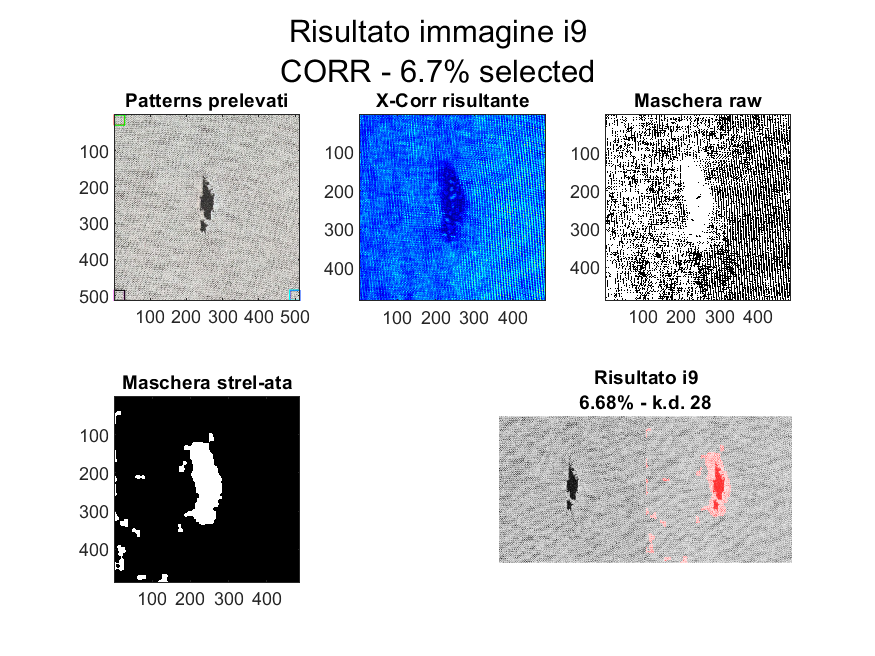 Risultato immagine i9
CORR - 6.7% selected
Patterns prelevati
100
200
300
400
500
100 200 300 400 500
X-Corr risultante
100
200
300
400
100 200 300 400
Maschera raw
100
200
300
400
100 200 300 400
Maschera strel-ata
100
200
300
400
100 200 300 400
Risultato i9
6.68% - k.d. 28